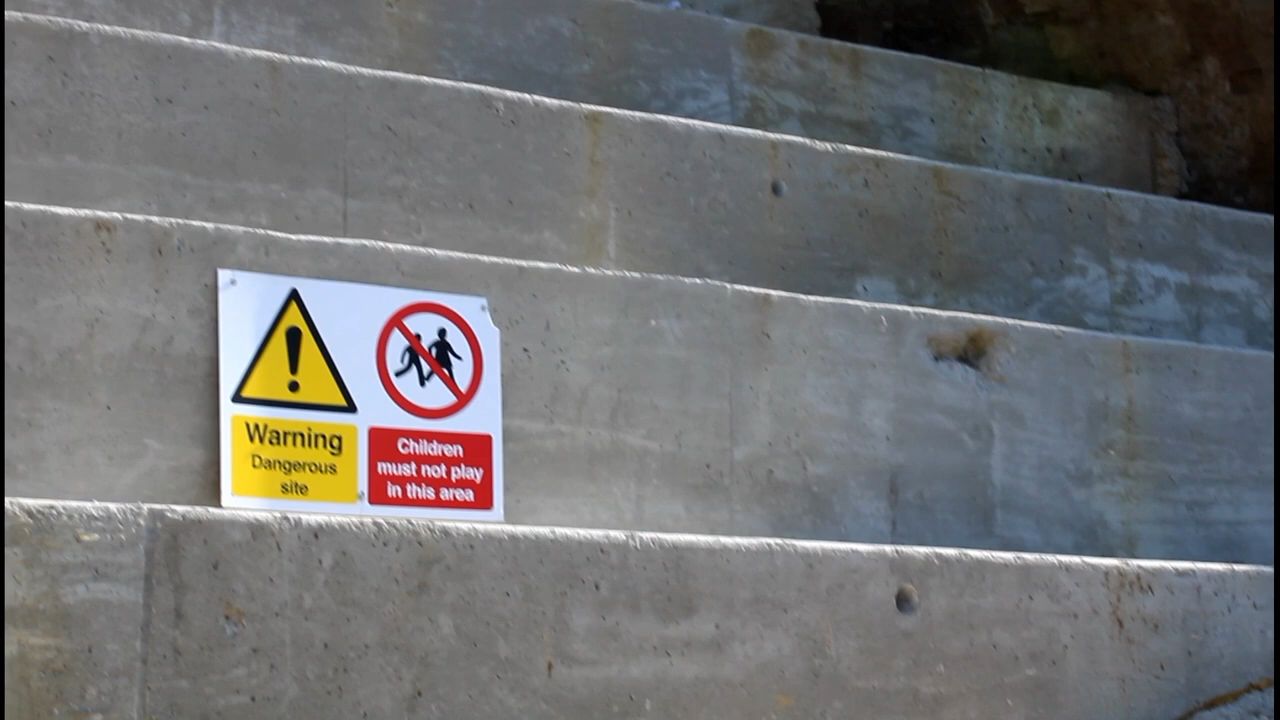 Warning
Dangerous
site
Children
must not play
in this area